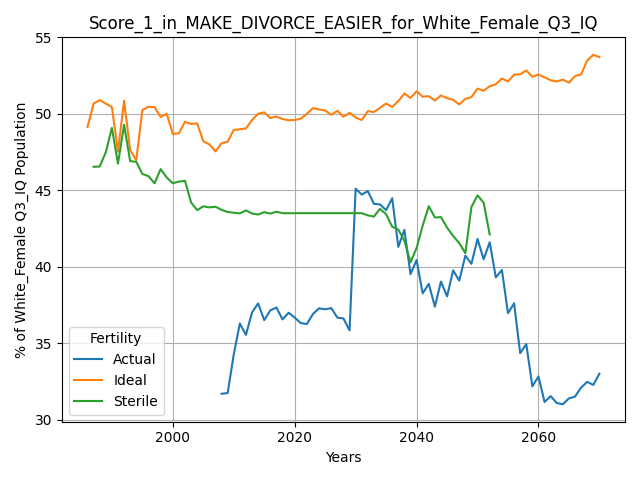 Score_1_in_MAKE_DIVORCE_EASIER_for_White_Female_Q3_IQ
% of White_Female Q3_IQ Population
55
50
45
40
35
30
Fertility
Actual
Ideal
Sterile
2000 2020 2040 2060
Years